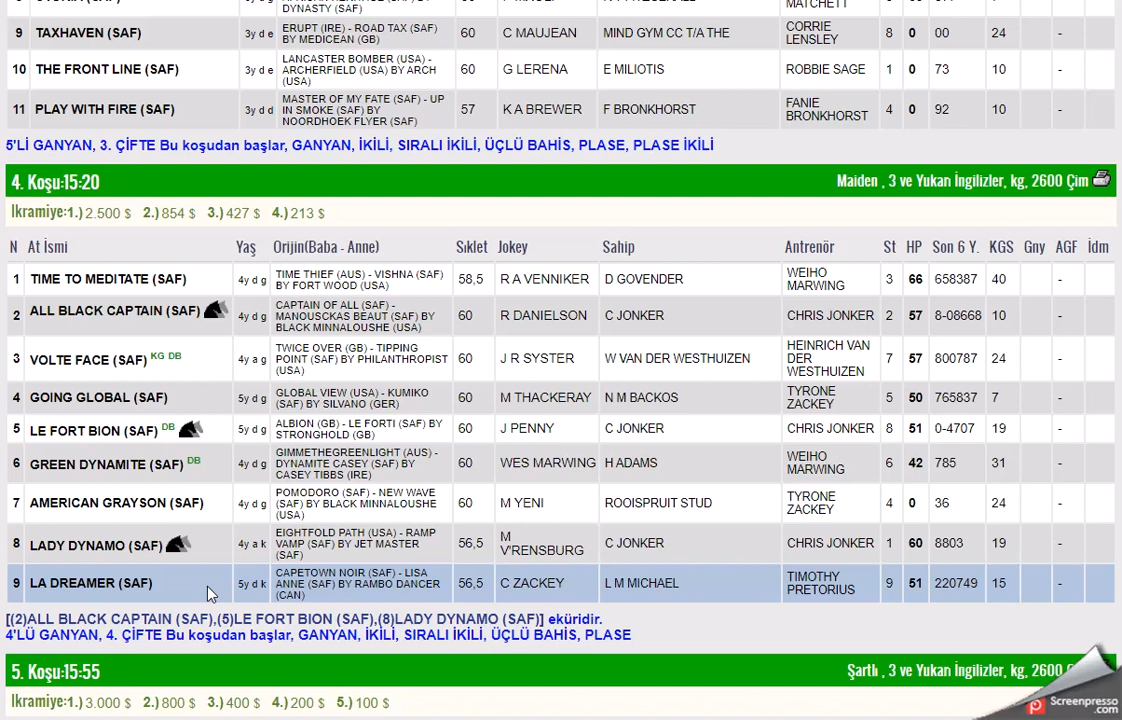 DYNASTY (SAF)
MATCHETT
9 TAXHAVEN (SAF) 3y d e ERUPT (IRE) - ROAD TAX (SAF) BY MEDICEAN (GB) 60 C MAUJEAN MIND GYM CC T/A THE CORRIE LENSLEY 8 0 00 24 -
10 THE FRONT LINE (SAF) 3y d e LANCASTER BOMBER (USA) - ARCHERFIELD (USA) BY ARCH (USA) 60 G LERENA E MILIOTIS ROBBIE SAGE 1 0 73 10 -
11 PLAY WITH FIRE (SAF) 3y d d MASTER OF MY FATE (SAF) - UP IN SMOKE (SAF) BY NOORDHOEK FLYER (SAF) 57 K A BREWER F BRONKHORST FANIE BRONKHORST 4 0 92 10 -
5'Lİ GANYAN, 3. ÇİFTE Bu koşudan başlar, GANYAN, İKİLİ, SIRALI İKİLİ, ÜÇLÜ BAHİS, PLASE, PLASE İKİLİ
4. Koşu:15:20 Maiden , 3 ve Yukarı İngilizler, kg, 2600 Çim
İkramiye:1.) 2.500 $ 2.) 854 $ 3.) 427 $ 4.) 213 $
N At İsmi Yaş Orijin(Baba - Anne) Sıklet Jokey Sahip Antrenör St HP Son 6 Y. KGS Gny AGF İdm
1 TIME TO MEDITATE (SAF) 4y d g TIME THIEF (AUS) - VISHNA (SAF) BY FORT WOOD (USA) 58,5 R A VENNIKER D GOVENDER WEIHO MARWING 3 66 658387 40 -
2 ALL BLACK CAPTAIN (SAF) 4y d g CAPTAIN OF ALL (SAF) - MANOUSCKAS BEAUT (SAF) BY BLACK MINNALOUSHE (USA) 60 R DANIELSON C JONKER CHRIS JONKER 2 57 8-08668 10 -
3 VOLTE FACE (SAF) KG DB 4y a g TWICE OVER (GB) - TIPPING POINT (SAF) BY PHILANTHROPIST (USA) 60 J R SYSTER W VAN DER WESTHUIZEN HEINRICH VAN DER WESTHUIZEN 7 57 800787 24 -
4 GOING GLOBAL (SAF) 5y d g GLOBAL VIEW (USA) - KUMIKO (SAF) BY SILVANO (GER) 60 M THACKERAY N M BACKOS TYRONE ZACKEY 5 50 765837 7 -
5 LE FORT BION (SAF) DB 5y d g ALBION (GB) - LE FORTI (SAF) BY STRONGHOLD (GB) 60 J PENNY C JONKER CHRIS JONKER 8 51 0-4707 19 -
6 GREEN DYNAMITE (SAF) DB 4y d g GIMMETHEGREENLIGHT (AUS) - DYNAMITE CASEY (SAF) BY CASEY TIBBS (IRE) 60 WES MARWING H ADAMS WEIHO MARWING 6 42 785 31 -
7 AMERICAN GRAYSON (SAF) 4y d g POMODORO (SAF) - NEW WAVE (SAF) BY BLACK MINNALOUSHE (USA) 60 M YENI ROOISPRUIT STUD TYRONE ZACKEY 4 0 36 24 -
8 LADY DYNAMO (SAF) 4y a k EIGHTFOLD PATH (USA) - RAMP VAMP (SAF) BY JET MASTER (SAF) 56,5 M V'RENSBURG C JONKER CHRIS JONKER 1 60 8803 19 -
9 LA DREAMER (SAF) 5y d k CAPETOWN NOIR (SAF) - LISA ANNE (SAF) BY RAMBO DANCER (CAN) 56,5 C ZACKEY L M MICHAEL TIMOTHY PRETORIUS 9 51 220749 15 -
[(2)ALL BLACK CAPTAIN (SAF),(5)LE FORT BION (SAF),(8)LADY DYNAMO (SAF)] eküridir.
4'LÜ GANYAN, 4. ÇİFTE Bu koşudan başlar, GANYAN, İKİLİ, SIRALI İKİLİ, ÜÇLÜ BAHİS, PLASE
5. Koşu:15:55 Şartlı , 3 ve Yukarı İngilizler, kg, 2600
İkramiye:1.) 3.000 $ 2.) 800 $ 3.) 400 $ 4.) 200 $ 5.) 100 $
Screenpresso
.com